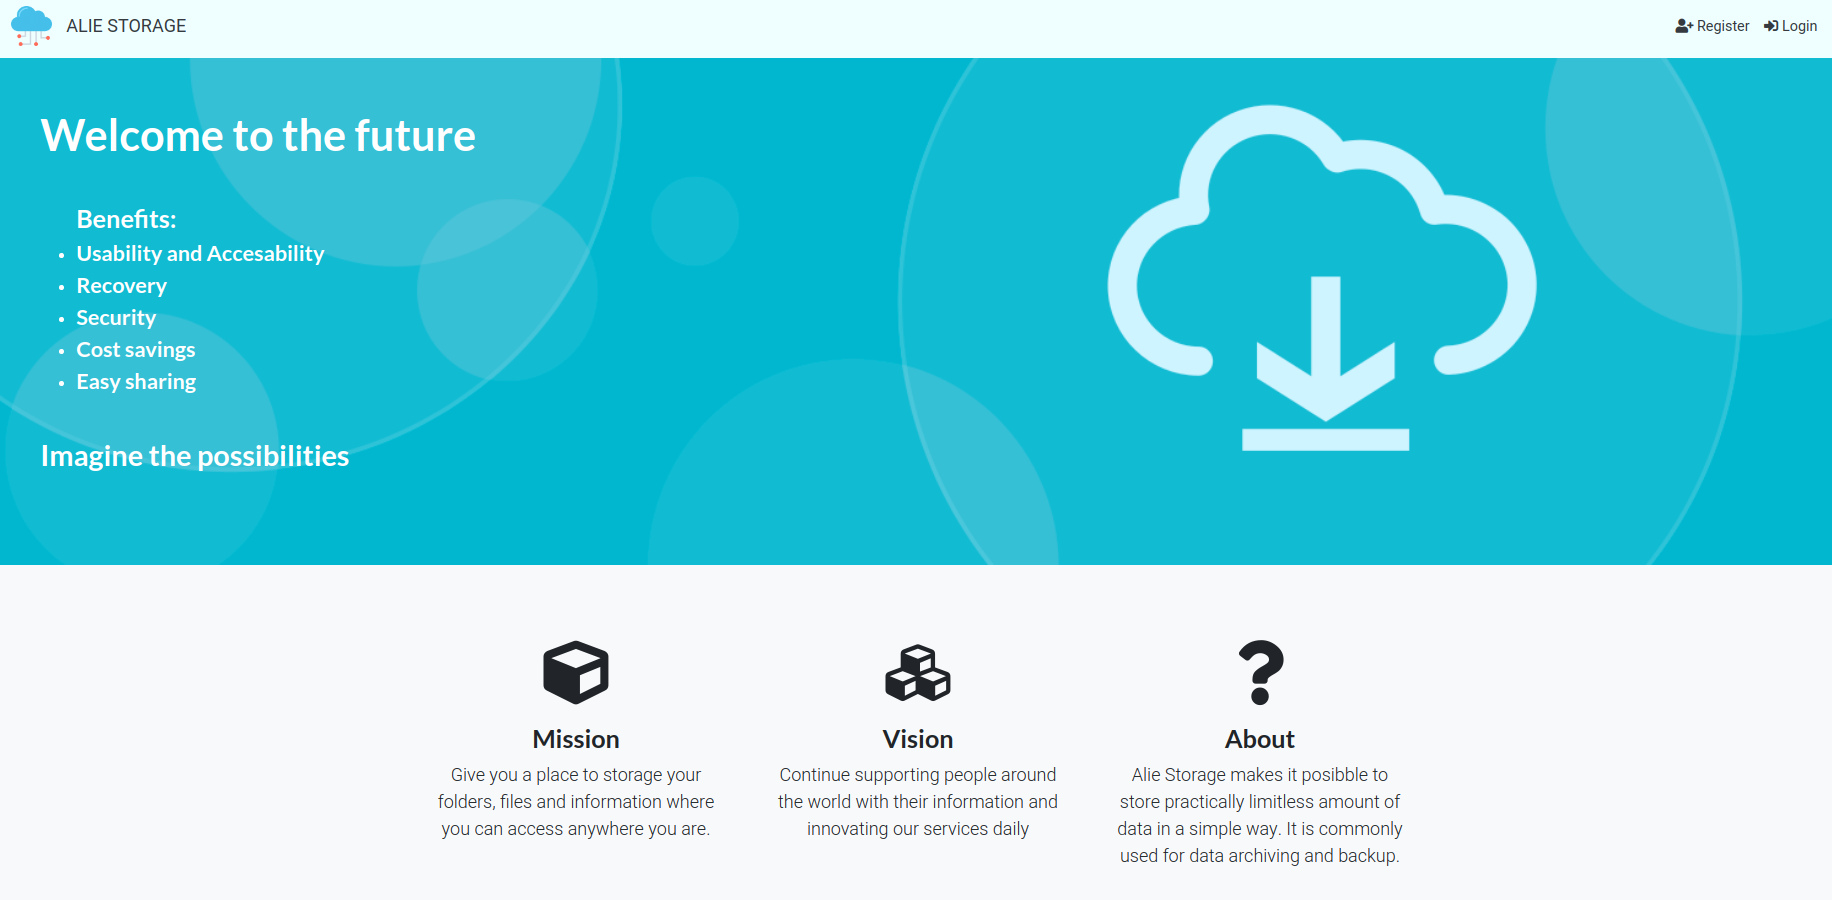 ALIE STORAGE
Register
Login
Welcome to the future
Benefits:
Usability and Accesability
Recovery
Security
Cost savings
Easy sharing
Imagine the possibilities
Mission
Give you a place to storage your
folders, files and information where
you can access anywhere you are.
Vision
Continue supporting people around
the world with their information and
innovating our services daily
About
Alie Storage makes it posibble to
store practically limitless amount of
data in a simple way. It is commonly
used for data archiving and backup.